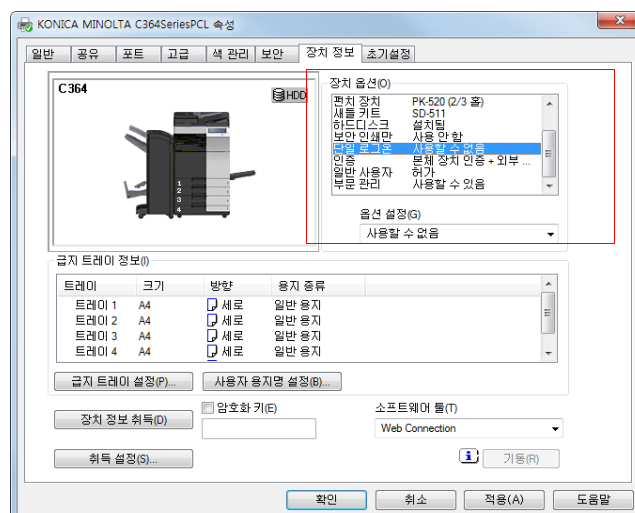 KONICA MINOLTA C364SeriesPCL 속성
일반 공유 포트 고급 색 관리 보안 장치 정보 초기설정
C364
HDD
1
2
3
4
장치 옵션(O)
펀치 장치 PK-520 (2/3 홀)
새들 키트 SD-511
하드디스크 설치됨
보안 인쇄만 사용 안 함
단일 로그온 사용할 수 없음
인증 본체 장치 인증 + 외부 ...
일반 사용자 허가
부문 관리 사용할 수 있음
옵션 설정(G)
사용할 수 없음
급지 트레이 정보(I)
트레이 크기 방향 용지 종류
트레이 1 A4 세로 일반 용지
트레이 2 A4 세로 일반 용지
트레이 3 A4 세로 일반 용지
트레이 4 A4 세로 일반 용지
급지 트레이 설정(P)... 사용자 용지명 설정(B)...
장치 정보 취득(D) 암호화 키(E) 소프트웨어 툴(T)
Web Connection
취득 설정(S)... 기동(R)
확인 취소 적용(A) 도움말